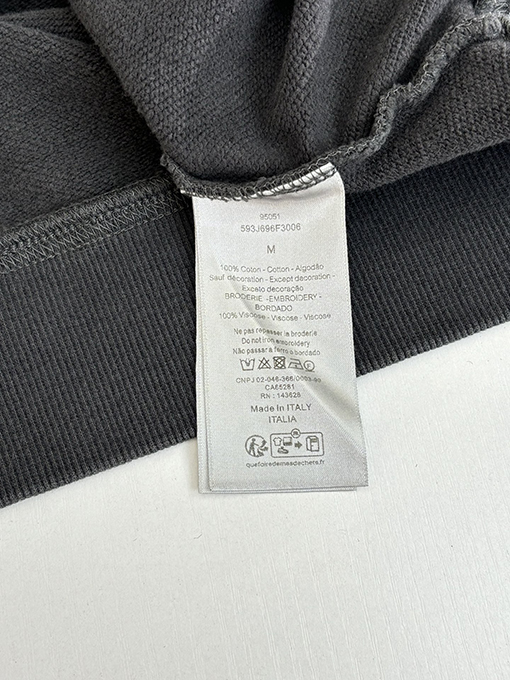 95051
593J696F3006
M
100% Coton - Cotton - Algodão
Sauf décoration - Except decoration -
Exceto decoração
BRODERIE - EMBROIDERY -
BORDADO
100% Viscose - Viscose - Viscose
Ne pas repasser la broderie
Do not iron embroidery
Não passar a ferro o bordado
CNPJ 02-046-366/0003-90
CA65281
RN : 143628
Made in ITALY
ITALIA
FR
quefairedemesdechets.fr